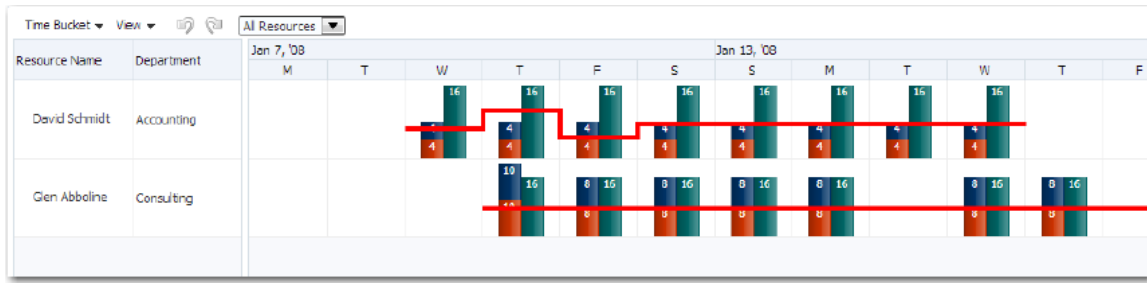 Time Bucket View All Resources
Resource Name Department Jan 7, '08 Jan 13, '08
M T W T F S S M T W T F
16 16 16 16 16 16 16 16
David Schmidt Accounting 4 4 4 4 4 4 4 4
4 4 4 4 4 4 4 4
10
16 8 16 8 16 8 16 8 16 8 16 8 16
Glen Abboline Consulting
10 8 8 8 8 8 8